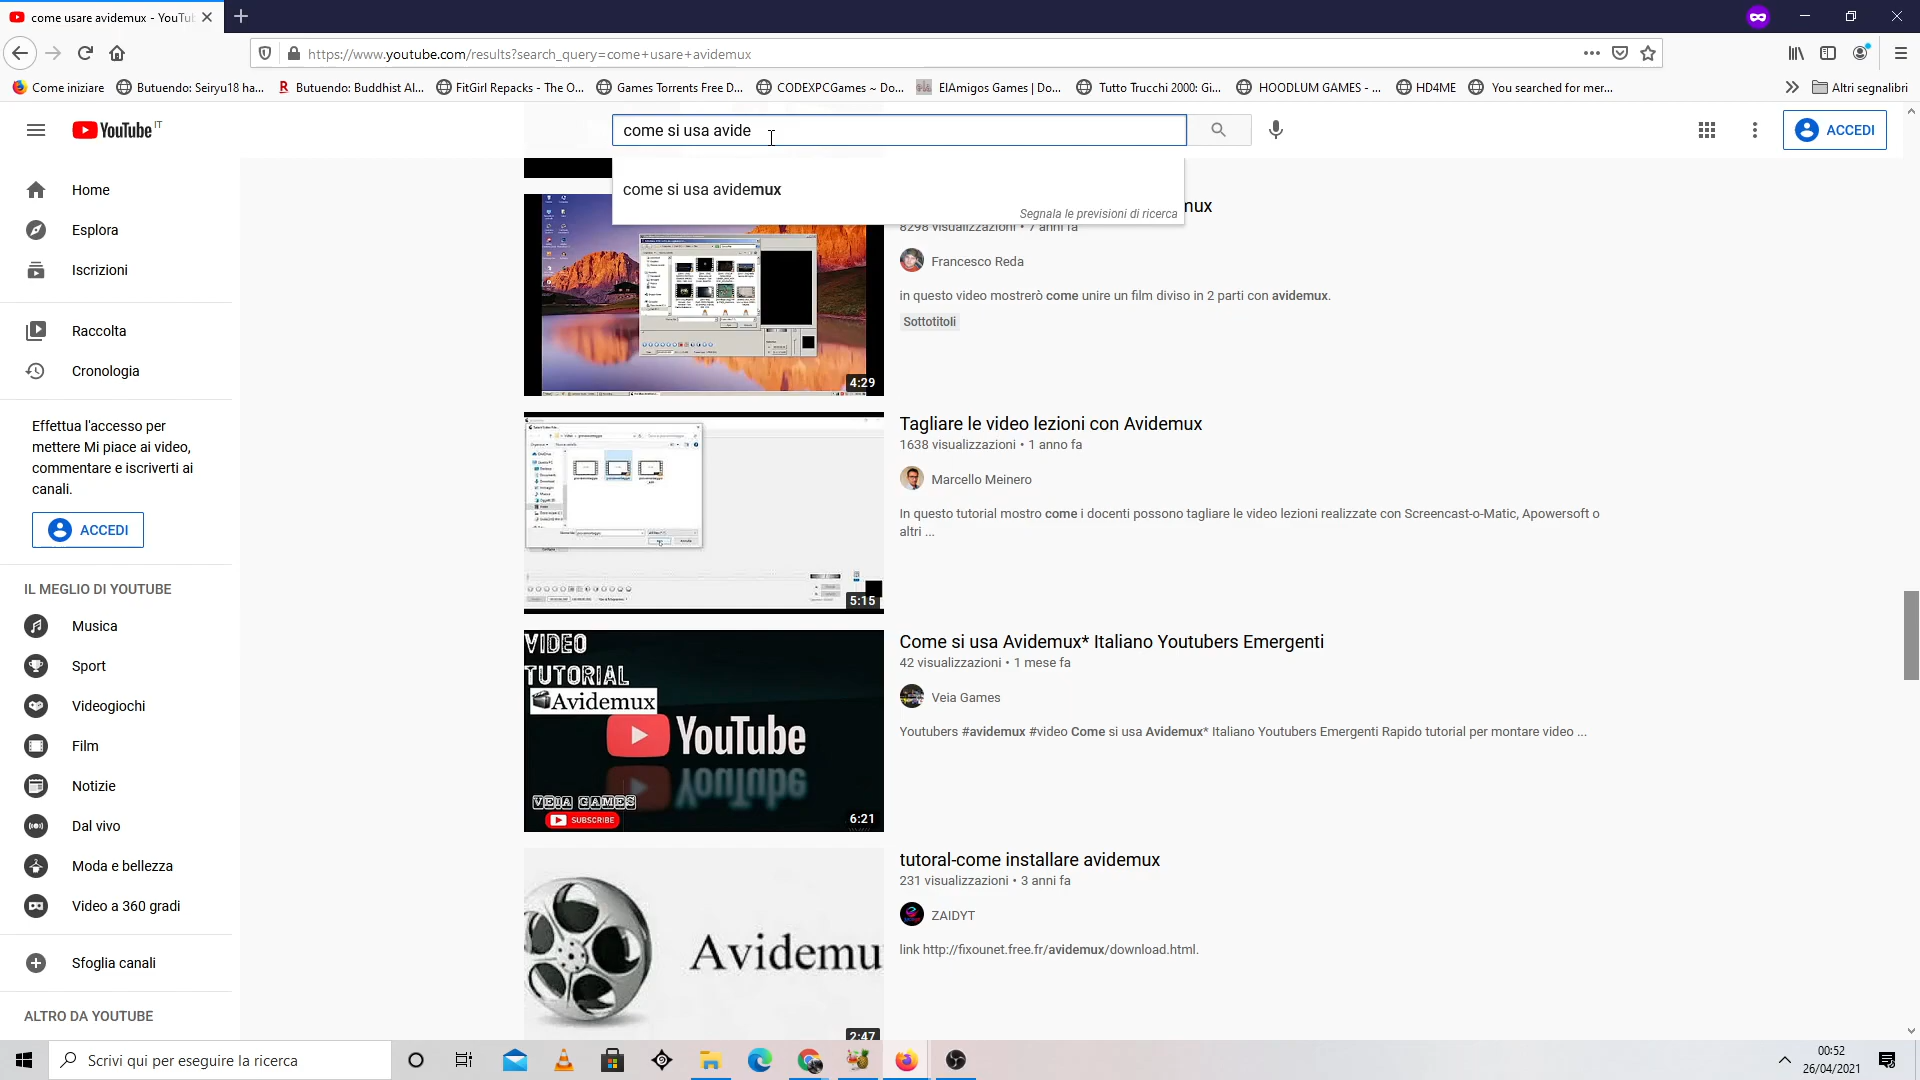 come usare avidemux - YouTu
https://www.youtube.com/results?search_query=come+usare+avidemux
Come iniziare
Butuendo: Seiryu18 ha...
Butuendo: Buddhist Al...
FitGirl Repacks - The O...
Games Torrents Free D...
CODEXPCGames ~ Do...
ElAmigos Games | Do...
Tutto Trucchi 2000: Gi...
HOODLUM GAMES - ...
HD4ME
You searched for mer...
Altri segnalibri
YouTube IT
come si usa avide
ACCEDI
come si usa avidemux
Segnala le previsioni di ricerca
Home
Esplora
Iscrizioni
Raccolta
Cronologia
Effettua l'accesso per
mettere Mi piace ai video,
commentare e iscriverti ai
canali.
ACCEDI
IL MEGLIO DI YOUTUBE
Musica
Sport
Videogiochi
Film
Notizie
Dal vivo
Moda e bellezza
Video a 360 gradi
Sfoglia canali
ALTRO DA YOUTUBE
mux
8298 visualizzazioni • 7 anni fa
Francesco Reda
in questo video mostrerò come unire un film diviso in 2 parti con avidemux.
Sottotitoli
4:29
Tagliare le video lezioni con Avidemux
1638 visualizzazioni • 1 anno fa
Marcello Meinero
In questo tutorial mostro come i docenti possono tagliare le video lezioni realizzate con Screencast-o-Matic, Apowersoft o
altri ...
5:15
VIDEO
TUTORIAL
Avidemux
YouTube
VEIA GAMES
SUBSCRIBE
6:21
Come si usa Avidemux* Italiano Youtubers Emergenti
42 visualizzazioni • 1 mese fa
Veia Games
Youtubers #avidemux #video Come si usa Avidemux* Italiano Youtubers Emergenti Rapido tutorial per montare video ...
Avidemu
2:47
tutoral-come installare avidemux
231 visualizzazioni • 3 anni fa
ZAIDYT
link http://fixounet.free.fr/avidemux/download.html.
Scrivi qui per eseguire la ricerca
00:52
26/04/2021